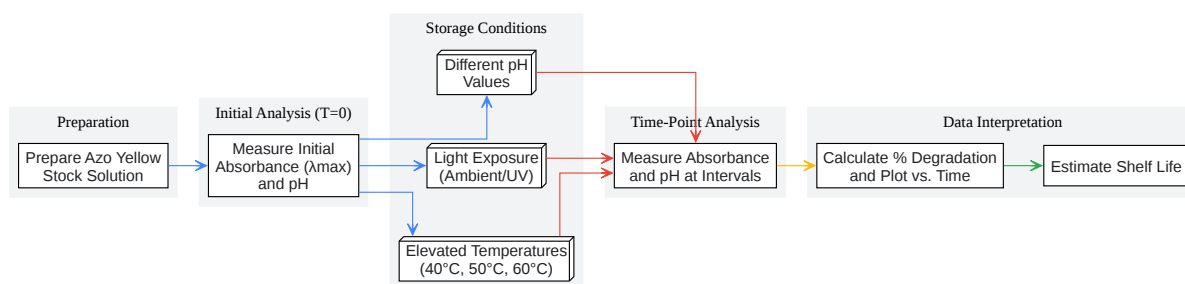 Preparation
Prepare Azo Yellow
Stock Solution
Initial Analysis (T=0)
Measure Initial
Absorbance (λmax)
and pH
Storage Conditions
Different pH
Values
Light Exposure
(Ambient/UV)
Elevated Temperatures
(40°C, 50°C, 60°C)
Time-Point Analysis
Measure Absorbance
and pH at Intervals
Data Interpretation
Calculate % Degradation
and Plot vs. Time
Estimate Shelf Life